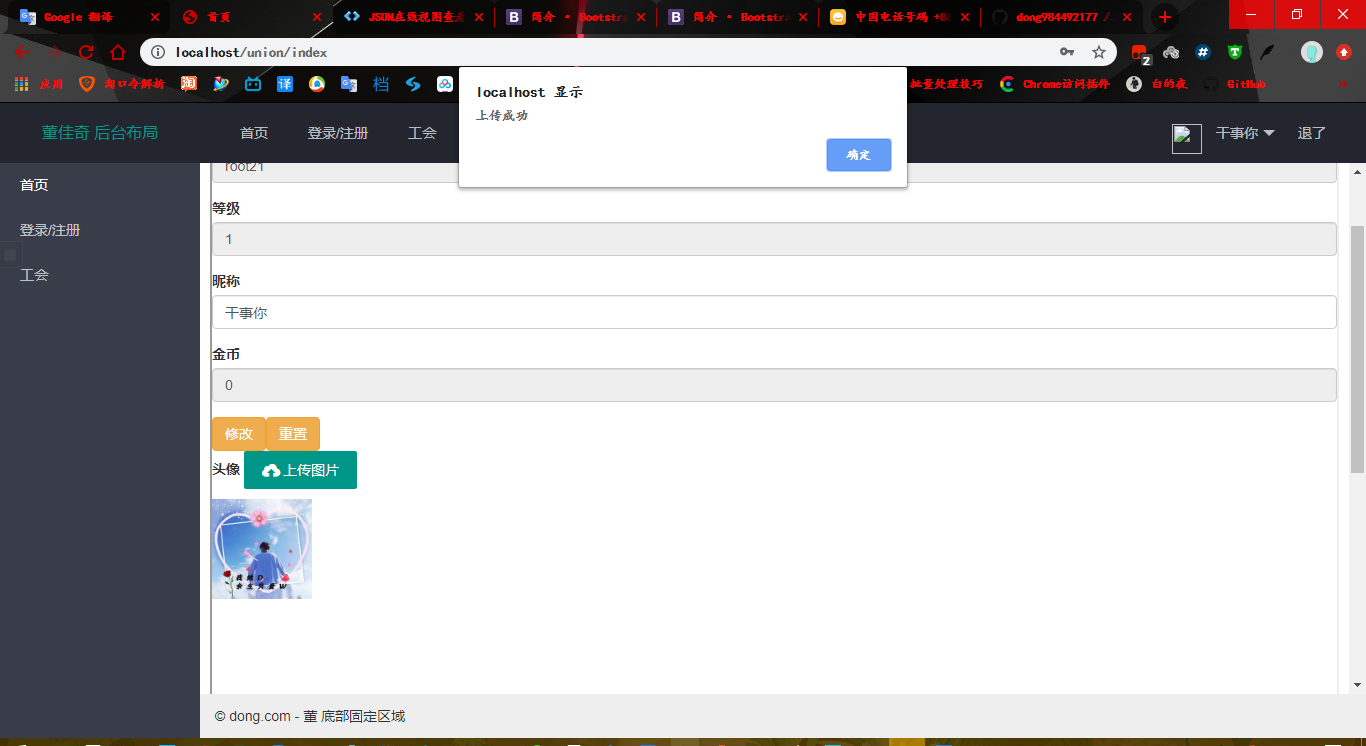 Google 翻译
首页
JSON在线视图查看
简介 · Bootstra
简介 · Bootstra
中国电话号码 +86
dong984492177 /
localhost/union/index
应用
淘口令解析
淘
译
档
批量处理技巧
Chrome访问插件
GitHub
2
localhost 显示
上传成功
确定
董佳奇 后台布局
首页
登录/注册
工会
干事你
退了
首页
登录/注册
工会
root21
等级
1
昵称
干事你
金币
0
修改
重置
头像
上传图片
© dong.com - 董 底部固定区域